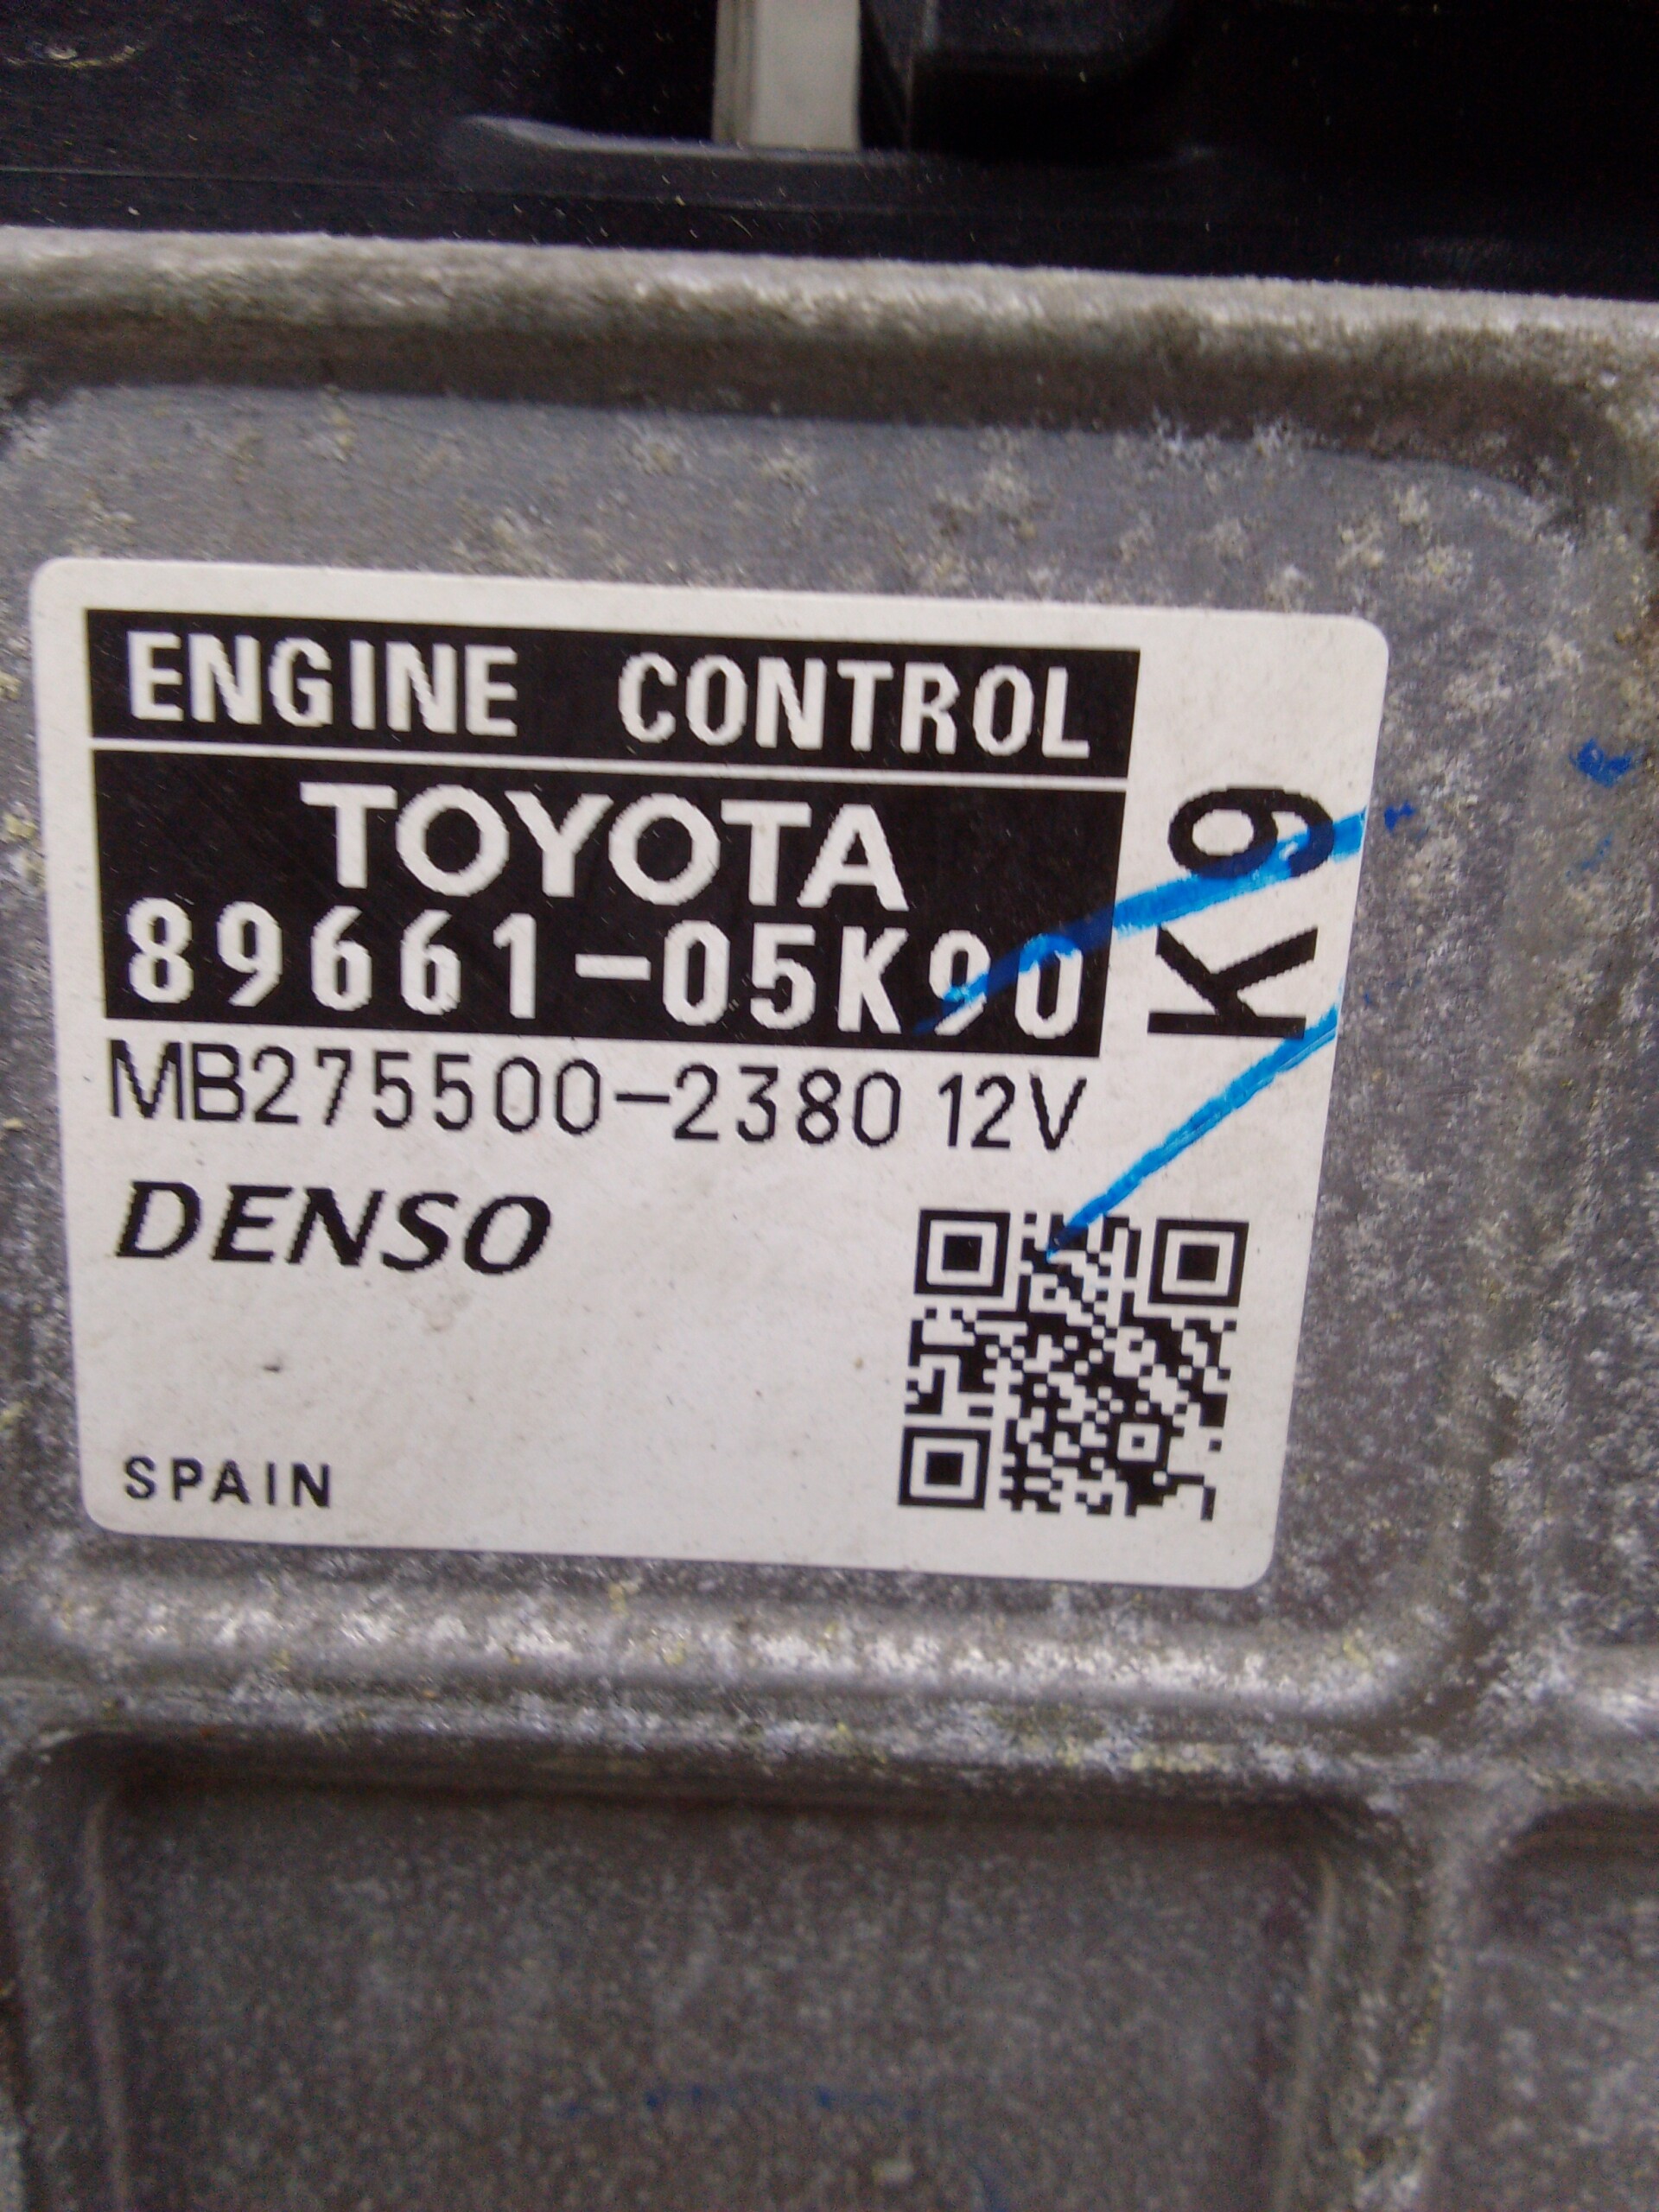 ENGINE CONTROL
TOYOTA
89661-05K90
K9
MB275500-2380 12V
DENSO
SPAIN